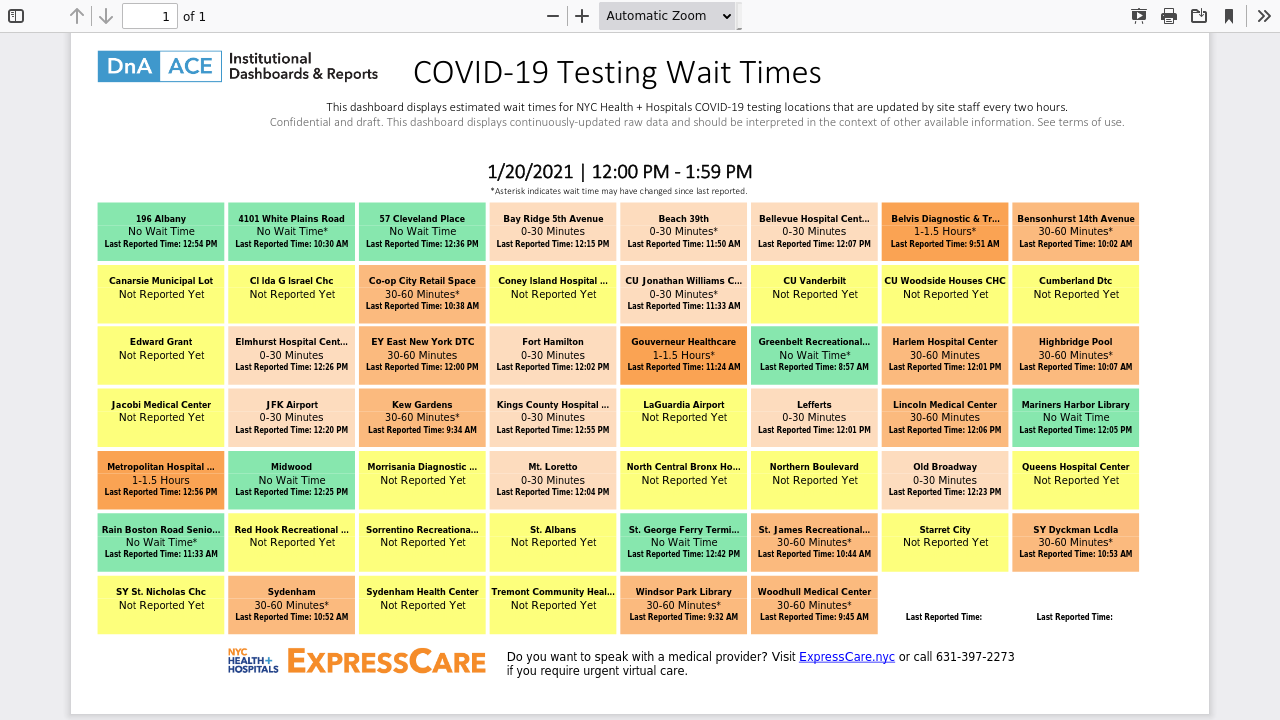 1 of 1 Automatic Zoom
DnA ACE Institutional Dashboards & Reports
COVID-19 Testing Wait Times
This dashboard displays estimated wait times for NYC Health + Hospitals COVID-19 testing locations that are updated by site staff every two hours.
Confidential and draft. This dashboard displays continuously-updated raw data and should be interpreted in the context of other available information. See terms of use.
1/20/2021 | 12:00 PM - 1:59 PM
*Asterisk indicates wait time may have changed since last reported.
196 Albany
No Wait Time
Last Reported Time: 12:54 PM
4101 White Plains Road
No Wait Time*
Last Reported Time: 10:30 AM
57 Cleveland Place
No Wait Time
Last Reported Time: 12:36 PM
Bay Ridge 5th Avenue
0-30 Minutes
Last Reported Time: 12:15 PM
Beach 39th
0-30 Minutes*
Last Reported Time: 11:50 AM
Bellevue Hospital Cent...
0-30 Minutes
Last Reported Time: 12:07 PM
Belvis Diagnostic & Tr...
1-1.5 Hours*
Last Reported Time: 9:51 AM
Bensonhurst 14th Avenue
30-60 Minutes*
Last Reported Time: 10:02 AM
Canarsie Municipal Lot
Not Reported Yet
CI Ida G Israel Chc
Not Reported Yet
Co-op City Retail Space
30-60 Minutes*
Last Reported Time: 10:38 AM
Coney Island Hospital ...
Not Reported Yet
CU Jonathan Williams C...
0-30 Minutes*
Last Reported Time: 11:33 AM
CU Vanderbilt
Not Reported Yet
CU Woodside Houses CHC
Not Reported Yet
Cumberland Dtc
Not Reported Yet
Edward Grant
Not Reported Yet
Elmhurst Hospital Cent...
0-30 Minutes
Last Reported Time: 12:26 PM
EY East New York DTC
30-60 Minutes
Last Reported Time: 12:00 PM
Fort Hamilton
0-30 Minutes
Last Reported Time: 12:02 PM
Gouverneur Healthcare
1-1.5 Hours*
Last Reported Time: 11:24 AM
Greenbelt Recreational...
No Wait Time*
Last Reported Time: 8:57 AM
Harlem Hospital Center
30-60 Minutes
Last Reported Time: 12:01 PM
Highbridge Pool
30-60 Minutes*
Last Reported Time: 10:07 AM
Jacobi Medical Center
Not Reported Yet
JFK Airport
0-30 Minutes
Last Reported Time: 12:20 PM
Kew Gardens
30-60 Minutes*
Last Reported Time: 9:34 AM
Kings County Hospital ...
0-30 Minutes
Last Reported Time: 12:55 PM
LaGuardia Airport
Not Reported Yet
Lefferts
0-30 Minutes
Last Reported Time: 12:01 PM
Lincoln Medical Center
30-60 Minutes
Last Reported Time: 12:06 PM
Mariners Harbor Library
No Wait Time
Last Reported Time: 12:05 PM
Metropolitan Hospital ...
1-1.5 Hours
Last Reported Time: 12:56 PM
Midwood
No Wait Time
Last Reported Time: 12:25 PM
Morrisania Diagnostic ...
Not Reported Yet
Mt. Loretto
0-30 Minutes
Last Reported Time: 12:04 PM
North Central Bronx Ho...
Not Reported Yet
Northern Boulevard
Not Reported Yet
Old Broadway
0-30 Minutes
Last Reported Time: 12:23 PM
Queens Hospital Center
Not Reported Yet
Rain Boston Road Senio...
No Wait Time*
Last Reported Time: 11:33 AM
Red Hook Recreational ...
Not Reported Yet
Sorrentino Recreationa...
Not Reported Yet
St. Albans
Not Reported Yet
St. George Ferry Termi...
No Wait Time
Last Reported Time: 12:42 PM
St. James Recreational...
30-60 Minutes*
Last Reported Time: 10:44 AM
Starret City
Not Reported Yet
SY Dyckman Lcdla
30-60 Minutes*
Last Reported Time: 10:53 AM
SY St. Nicholas Chc
Not Reported Yet
Sydenham
30-60 Minutes*
Last Reported Time: 10:52 AM
Sydenham Health Center
Not Reported Yet
Tremont Community Heal...
Not Reported Yet
Windsor Park Library
30-60 Minutes*
Last Reported Time: 9:32 AM
Woodhull Medical Center
30-60 Minutes*
Last Reported Time: 9:45 AM
Last Reported Time:
Last Reported Time:
NYC
HEALTH+
HOSPITALS
EXPRESSCARE
Do you want to speak with a medical provider? Visit ExpressCare.nyc or call 631-397-2273
if you require urgent virtual care.